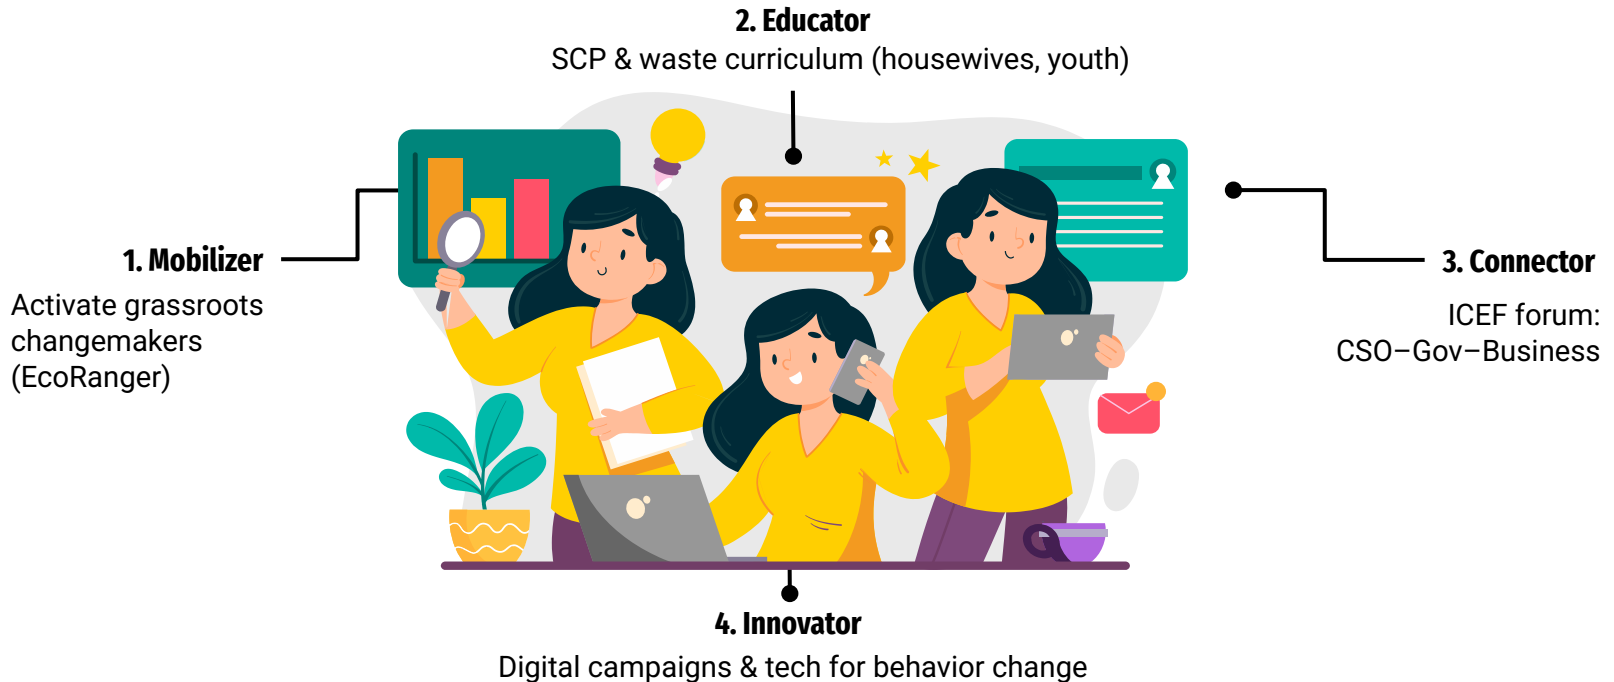 2. Educator
SCP & waste curriculum (housewives, youth)
1. Mobilizer
Activate grassroots
changemakers
(EcoRanger)
3. Connector
ICEF forum:
CSO–Gov–Business
4. Innovator
Digital campaigns & tech for behavior change